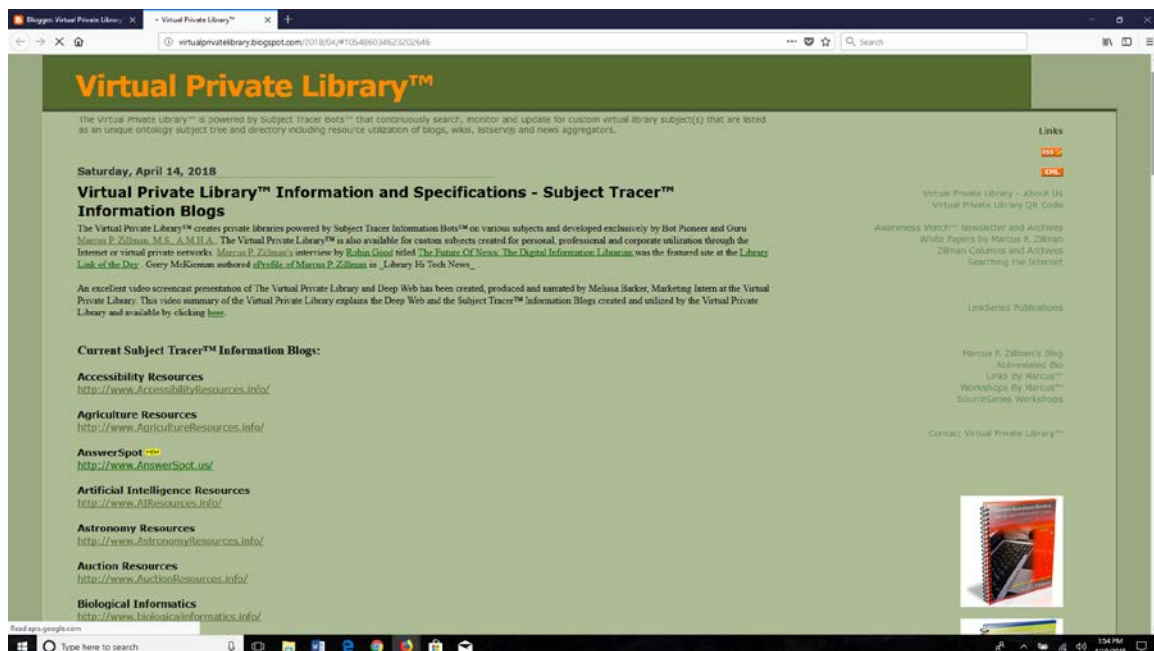 Blogger: Virtual Private Library
- Virtual Private Library™
virtualprivatelibrary.blogspot.com/2018/04/#105486034623202646
Search
Virtual Private Library™
The Virtual Private Library™ is powered by Subject Tracer Bots™ that continuously search, monitor and update for custom virtual library subject(s) that are listed
as an unique ontology subject tree and directory including resource utilization of blogs, wikis, listserv® and news aggregators.
Saturday, April 14, 2018
Virtual Private Library™ Information and Specifications - Subject Tracer™
Information Blogs
The Virtual Private Library™ creates private libraries powered by Subject Tracer Information Bots™ on various subjects and developed exclusively by Bot Pioneer and Guru
Marcus P. Zillman, M.S., A.M.H.A.. The Virtual Private Library™ is also available for custom subjects created for personal, professional and corporate utilization through the
Internet or virtual private networks. Marcus P. Zillman's interview by Robin Good titled The Future Of News: The Digital Information Librarian was the featured site at the Library
Link of the Day . Gerry McKiernan authored eProfile of Marcus P. Zillman in _Library Hi Tech News_ .
An excellent video screencast presentation of The Virtual Private Library and Deep Web has been created, produced and narrated by Melissa Barker, Marketing Intern at the Virtual
Private Library. This video summary of the Virtual Private Library explains the Deep Web and the Subject Tracer™ Information Blogs created and utilized by the Virtual Private
Library and available by clicking here.
Current Subject Tracer™ Information Blogs:
Accessibility Resources
http://www.AccessibilityResources.info/
Agriculture Resources
http://www.AgricultureResources.info/
AnswerSpot NEW
http://www.AnswerSpot.us/
Artificial Intelligence Resources
http://www.AIResources.info/
Astronomy Resources
http://www.AstronomyResources.info/
Auction Resources
http://www.AuctionResources.info/
Biological Informatics
http://www.biologicalinformatics.info/
Links
RSS
XML
Virtual Private Library - About Us
Virtual Private Library QR Code
Awareness Watch™ Newsletter and Archives
White Papers by Marcus P. Zillman
Zillman Columns and Archives
Searching the Internet
LinkSeries Publications
Marcus P. Zillman's Blog
Abbreviated Bio
Links By Marcus™
Workshops By Marcus™
SourceSeries Workshops
Contact Virtual Private Library™
Read apis.google.com
Type here to search
1:54 PM